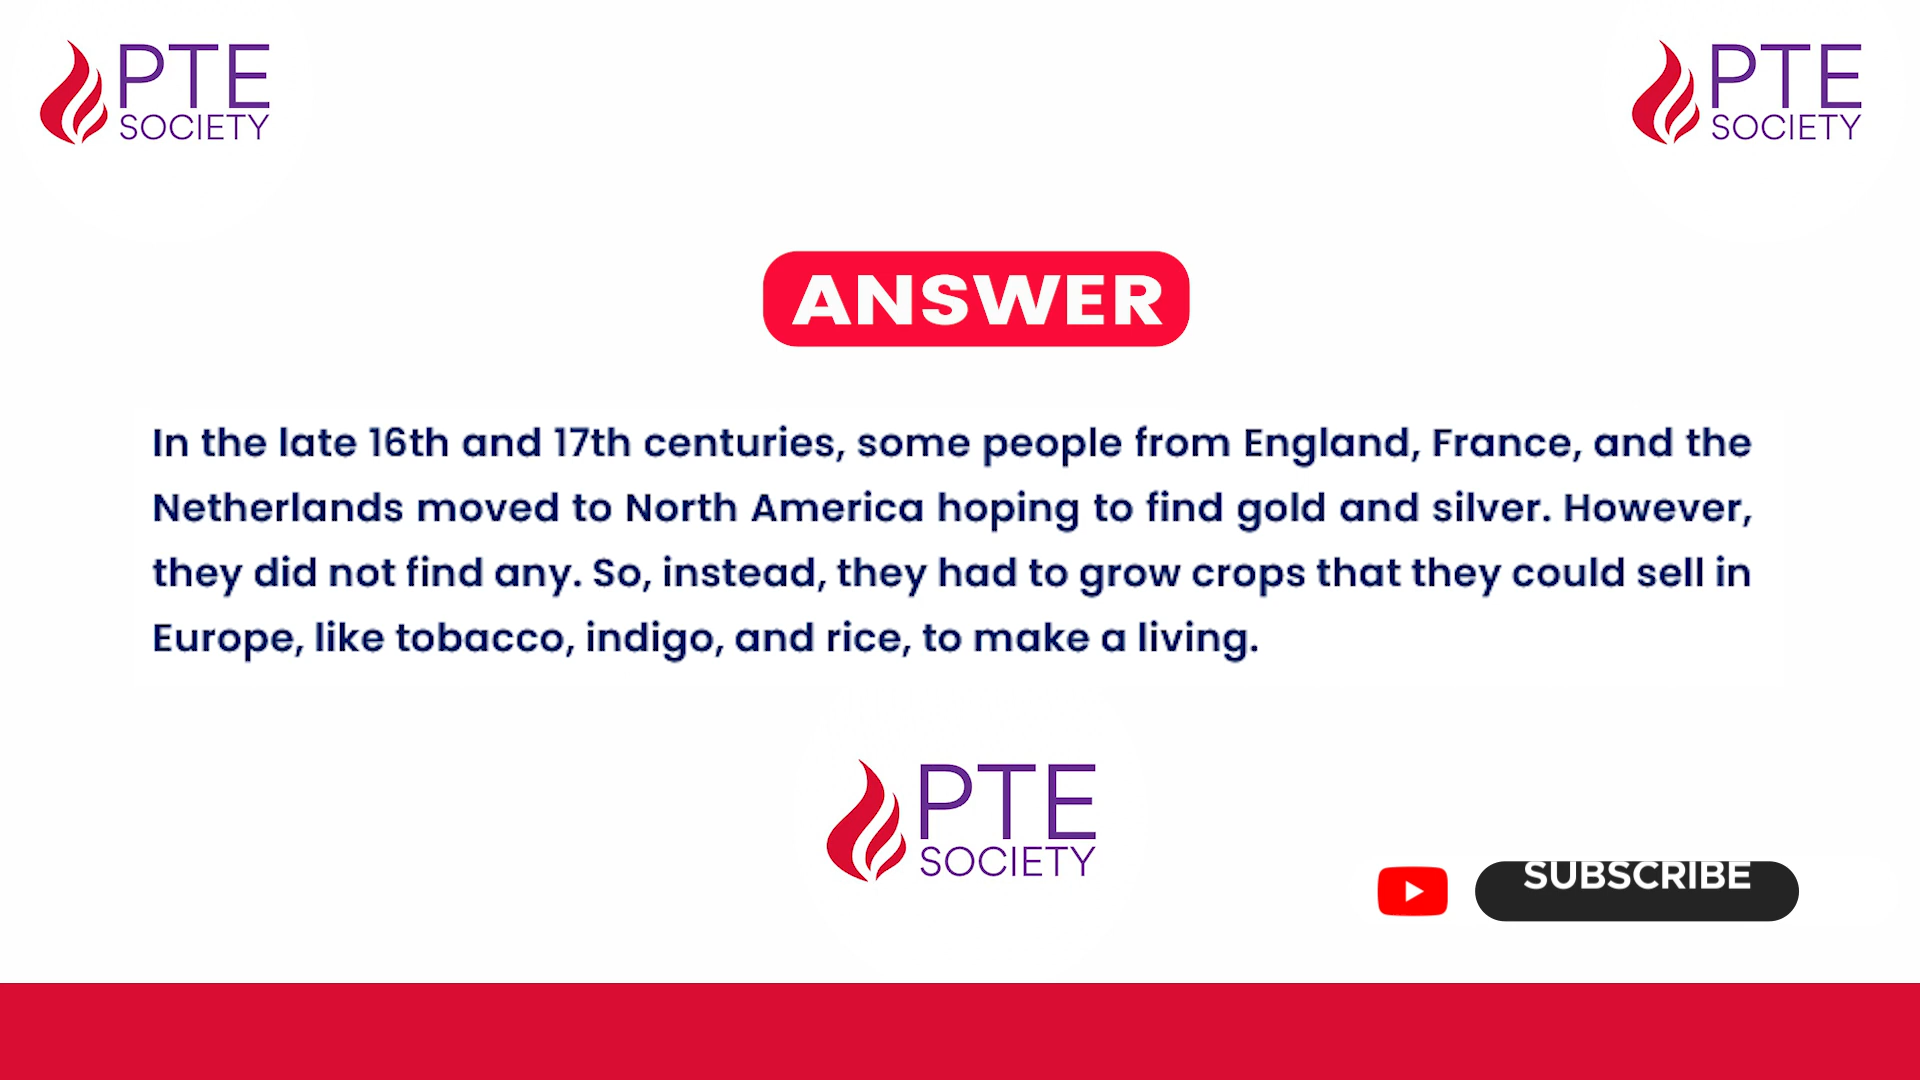 PTE
SOCIETY
PTE
SOCIETY
ANSWER
In the late 16th and 17th centuries, some people from England, France, and the
Netherlands moved to North America hoping to find gold and silver. However,
they did not find any. So, instead, they had to grow crops that they could sell in
Europe, like tobacco, indigo, and rice, to make a living.
PTE
SOCIETY
SUBSCRIBE